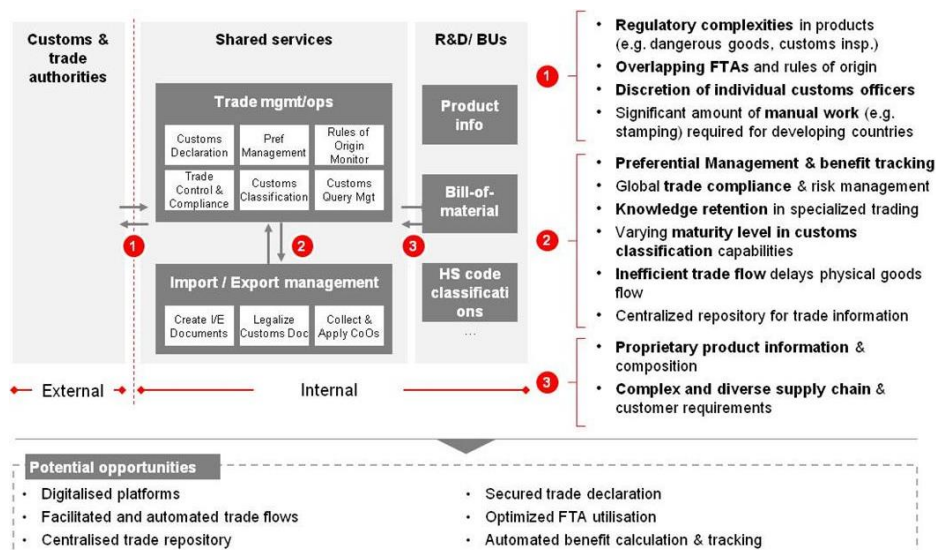 Customs &
trade
authorities
Shared services
R&D/ BUs
Trade mgmt/ops
Customs
Declaration
Pref
Management
Rules of
Origin
Monitor
Trade
Control &
Compliance
Customs
Classification
Customs
Query Mgt
1
2
3
Import / Export management
Create I/E
Documents
Legalize
Customs Doc
Collect &
Apply CoOs
Product
info
Bill-of-
material
HS code
classificati
ons
...
External
Internal
1
• Regulatory complexities in products
(e.g. dangerous goods, customs insp.)
• Overlapping FTAs and rules of origin
• Discretion of individual customs officers
• Significant amount of manual work (e.g.
stamping) required for developing countries
2
• Preferential Management & benefit tracking
• Global trade compliance & risk management
• Knowledge retention in specialized trading
• Varying maturity level in customs
classification capabilities
• Inefficient trade flow delays physical goods
flow
• Centralized repository for trade information
3
• Proprietary product information &
composition
• Complex and diverse supply chain &
customer requirements
Potential opportunities
• Digitalised platforms
• Facilitated and automated trade flows
• Centralised trade repository
• Secured trade declaration
• Optimized FTA utilisation
• Automated benefit calculation & tracking